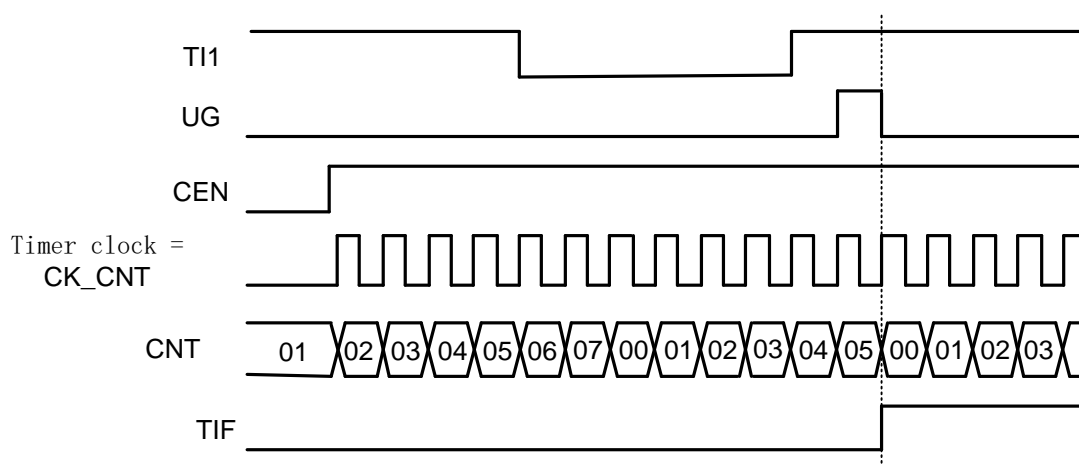 TI1
UG
CEN
Timer clock =
CK_CNT
CNT 01 02 03 04 05 06 07 00 01 02 03 04 05 00 01 02 03
TIF